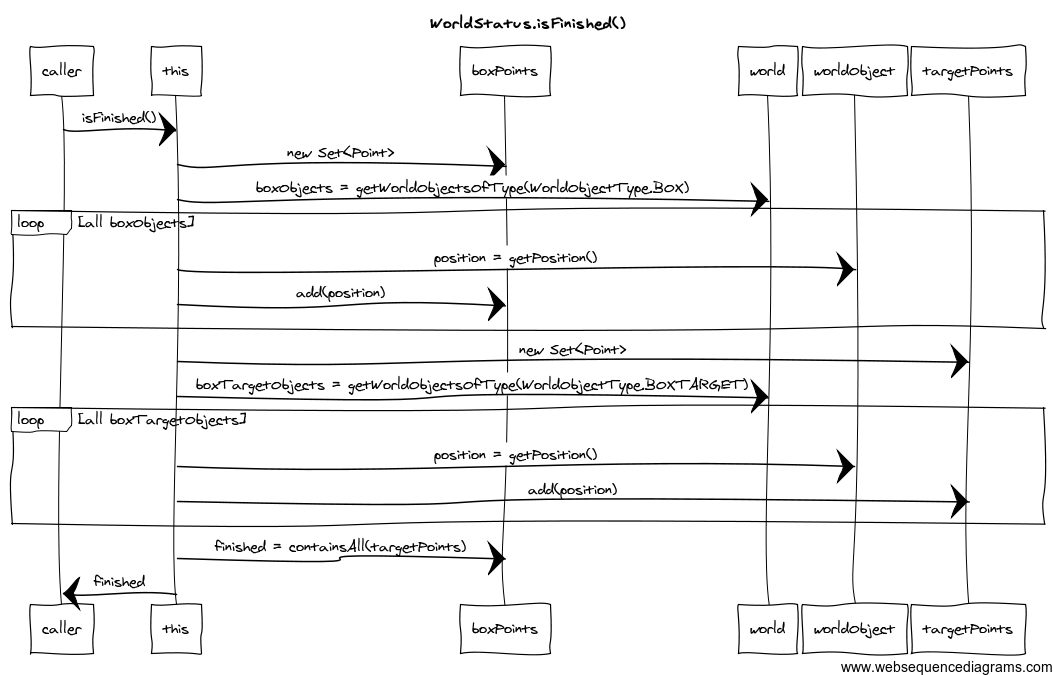 WorldStatus.isFinished()
caller this boxPoints world worldObject targetPoints
isFinished()
new Set<Point>
boxObjects = getWorldObjectsOfType(WorldObjectType.BOX)
loop [all boxObjects]
position = getPosition()
add(position)
new Set<Point>
boxTargetObjects = getWorldObjectsOfType(WorldObjectType.BOXTARGET)
loop [all boxTargetObjects]
position = getPosition()
add(position)
finished = containsAll(targetPoints)
finished
caller this boxPoints world worldObject targetPoints
www.websequencediagrams.com